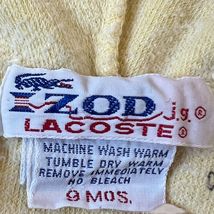 IZOD j.g.®
LACOSTE®
MACHINE WASH WARM
TUMBLE DRY WARM
REMOVE IMMEDIATELY
NO BLEACH
9 MOS.